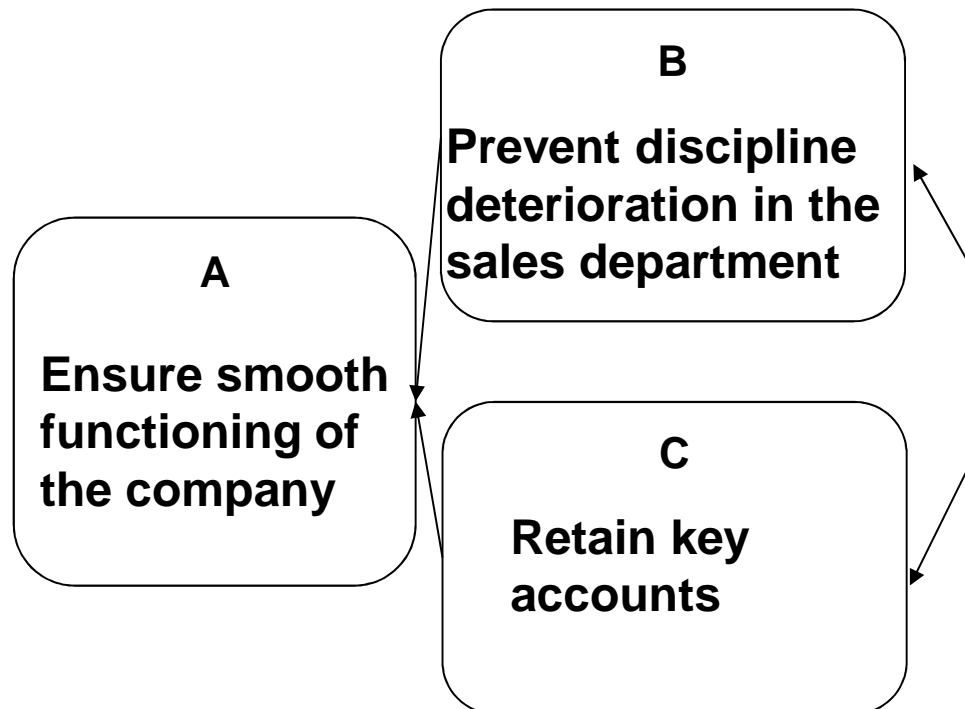 A
Ensure smooth
functioning of
the company
B
Prevent discipline
deterioration in the
sales department
C
Retain key
accounts